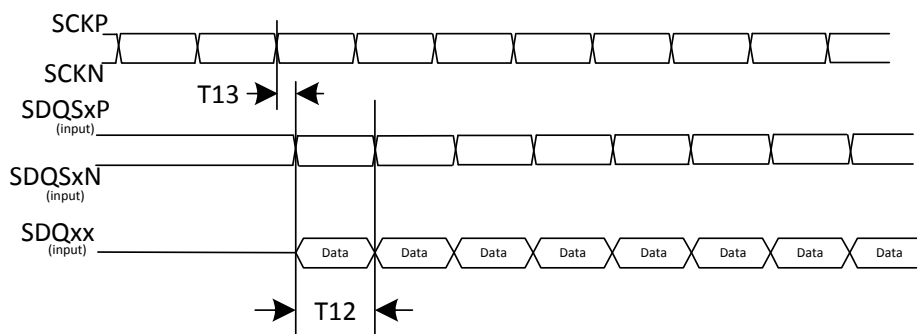 SCKP
SCKN
T13
SDQSxP
(input)
SDQSxN
(input)
SDQxx
(input)
Data Data Data Data Data Data Data Data
T12